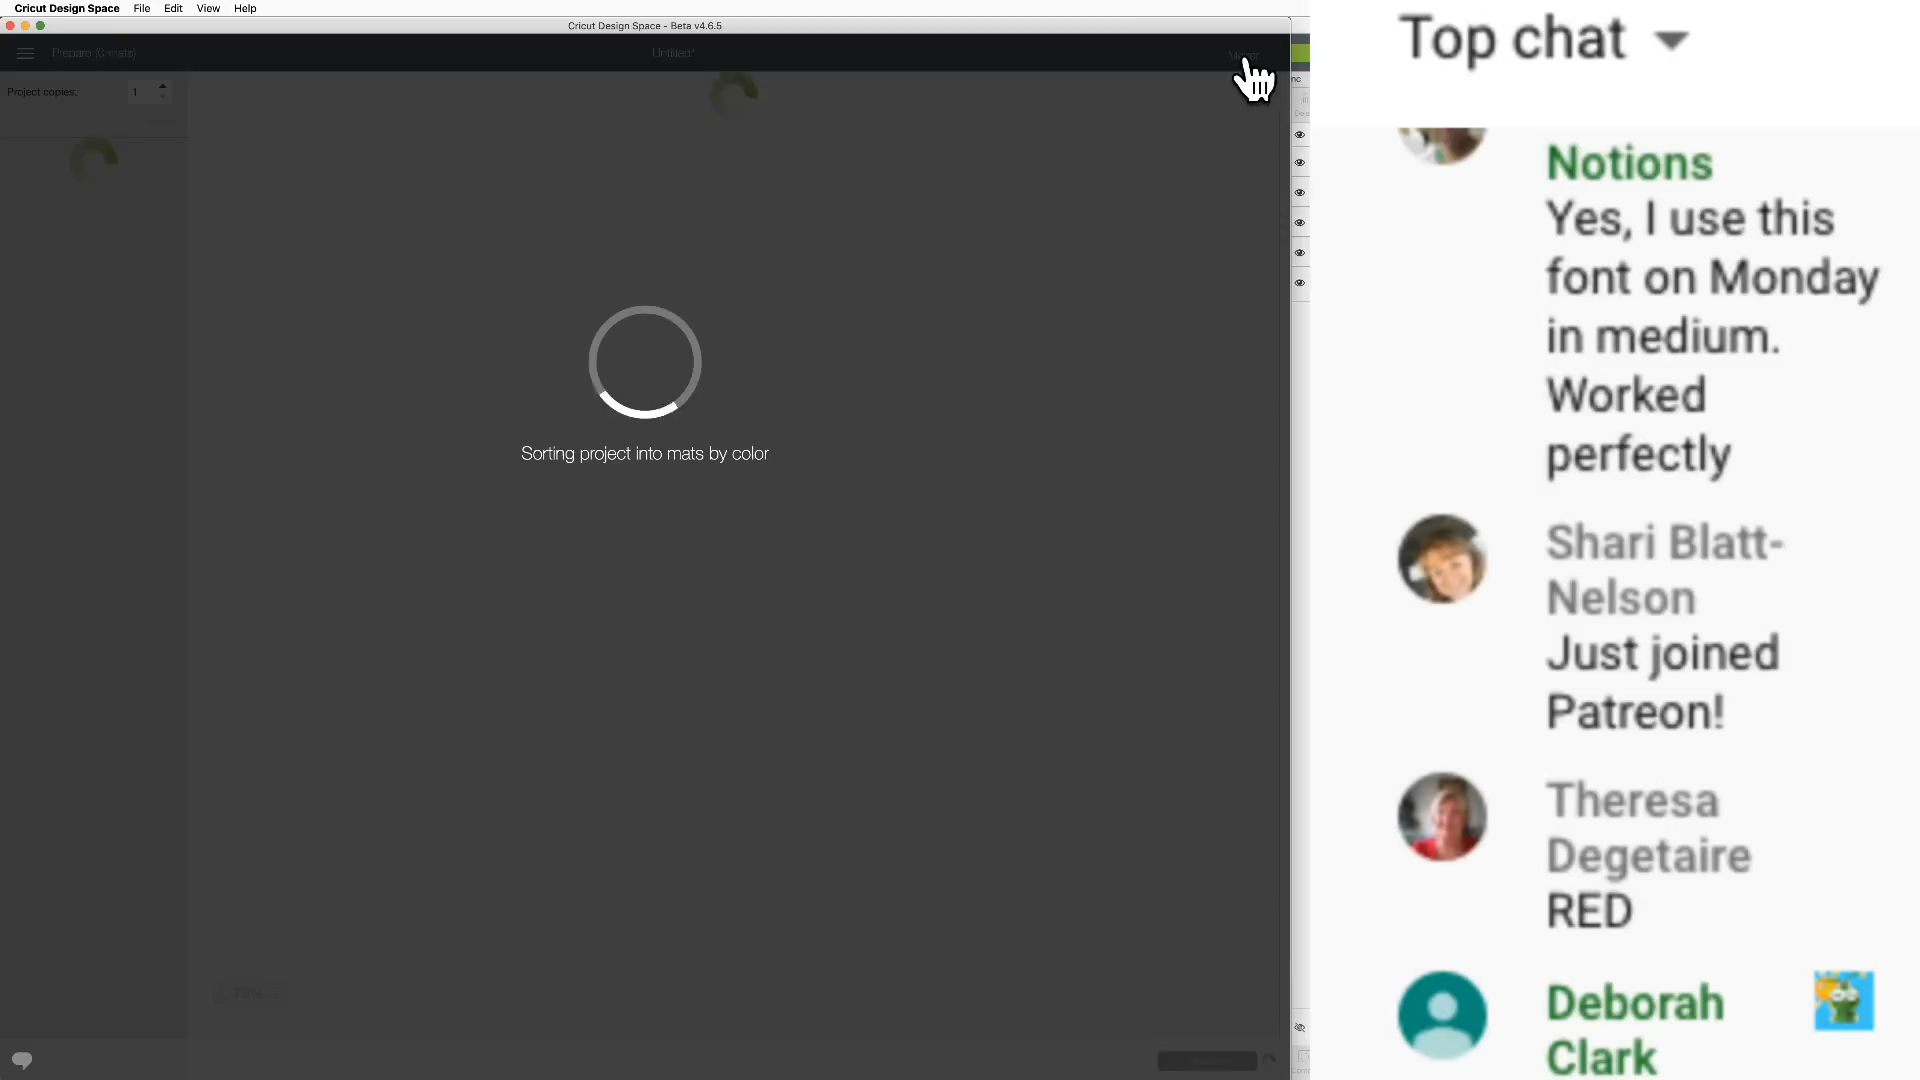 Cricut Design Space File Edit View Help
Cricut Design Space - Beta v4.6.5
Untitled*
Project copies: 1
Sorting project into mats by color
75%
Top chat
Notions
Yes, I use this
font on Monday
in medium.
Worked
perfectly
Shari Blatt-
Nelson
Just joined
Patreon!
Theresa
Degetaire
RED
Deborah
Clark